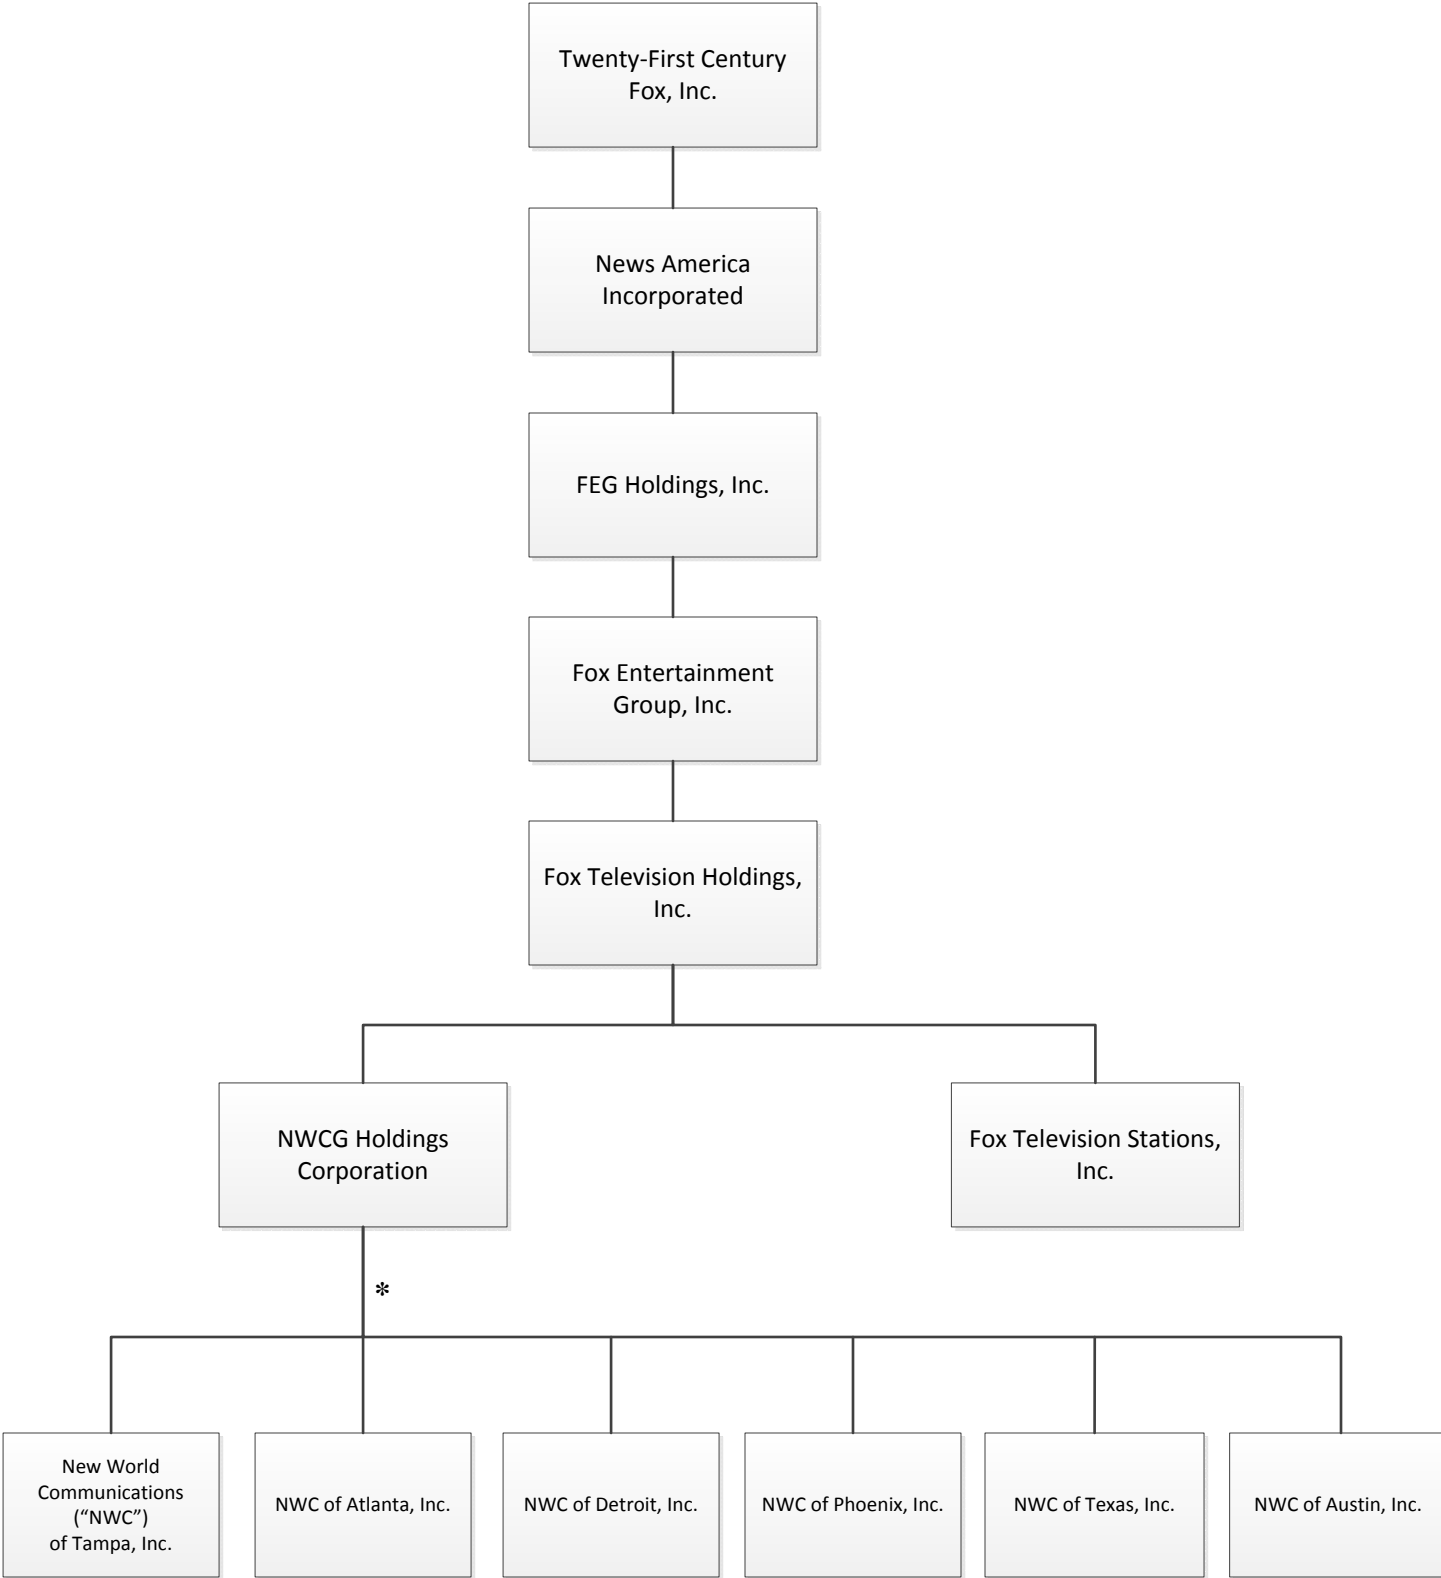 Twenty-First Century
Fox, Inc.
News America
Incorporated
FEG Holdings, Inc.
Fox Entertainment
Group, Inc.
Fox Television Holdings,
Inc.
NWCG Holdings
Corporation
Fox Television Stations,
Inc.
*
New World
Communications
(“NWC”)
of Tampa, Inc.
NWC of Atlanta, Inc.
NWC of Detroit, Inc.
NWC of Phoenix, Inc.
NWC of Texas, Inc.
NWC of Austin, Inc.